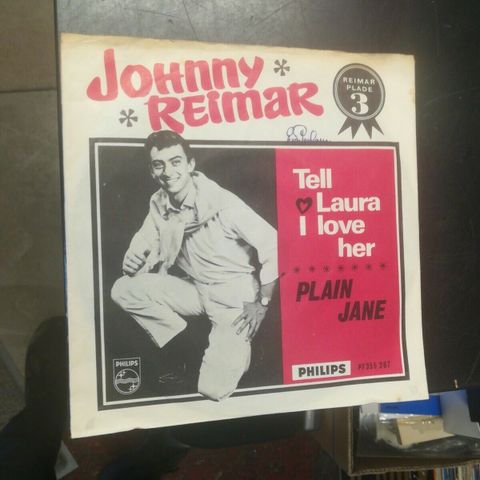 JOHNNY
REIMAR
REIMAR
PLADE
3
Tell
Laura
I love
her
PLAIN
JANE
PHILIPS
PHILIPS